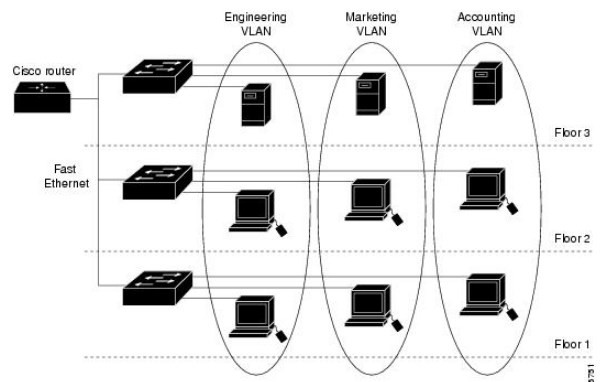 Engineering
VLAN
Marketing
VLAN
Accounting
VLAN
Cisco router
Floor 3
Fast
Ethernet
Floor 2
Floor 1